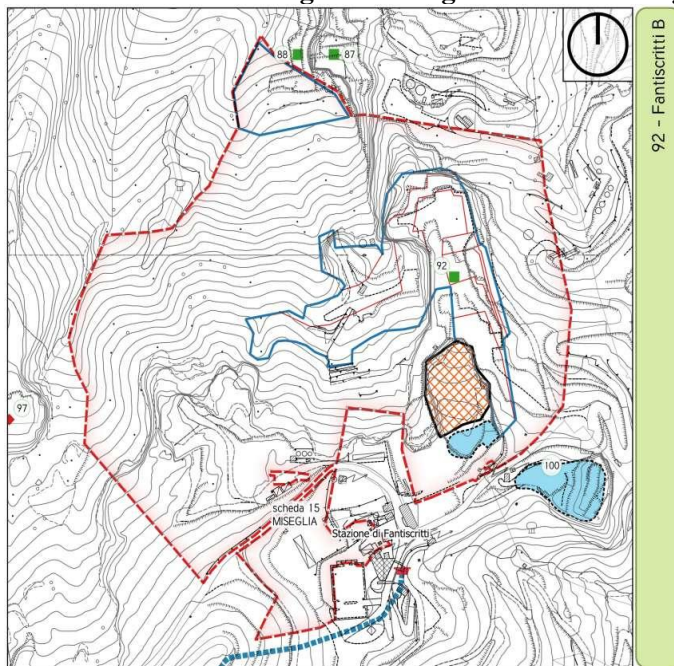 88
87
92 - Fantiscritti B
92
97
100
scheda 15
MISEGLIA
Stazione di Fantiscritti